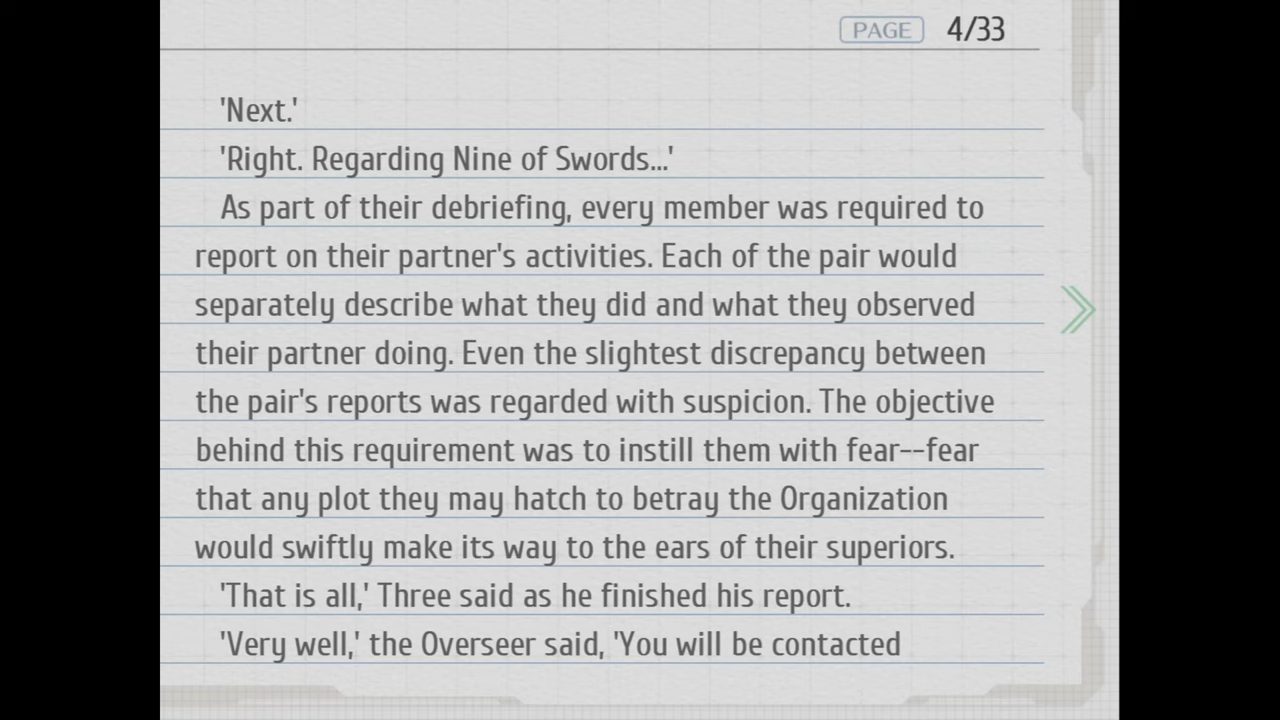 PAGE 4/33
'Next.'
'Right. Regarding Nine of Swords...'
As part of their debriefing, every member was required to
report on their partner's activities. Each of the pair would
separately describe what they did and what they observed
their partner doing. Even the slightest discrepancy between
the pair's reports was regarded with suspicion. The objective
behind this requirement was to instill them with fear--fear
that any plot they may hatch to betray the Organization
would swiftly make its way to the ears of their superiors.
'That is all,' Three said as he finished his report.
'Very well,' the Overseer said, 'You will be contacted